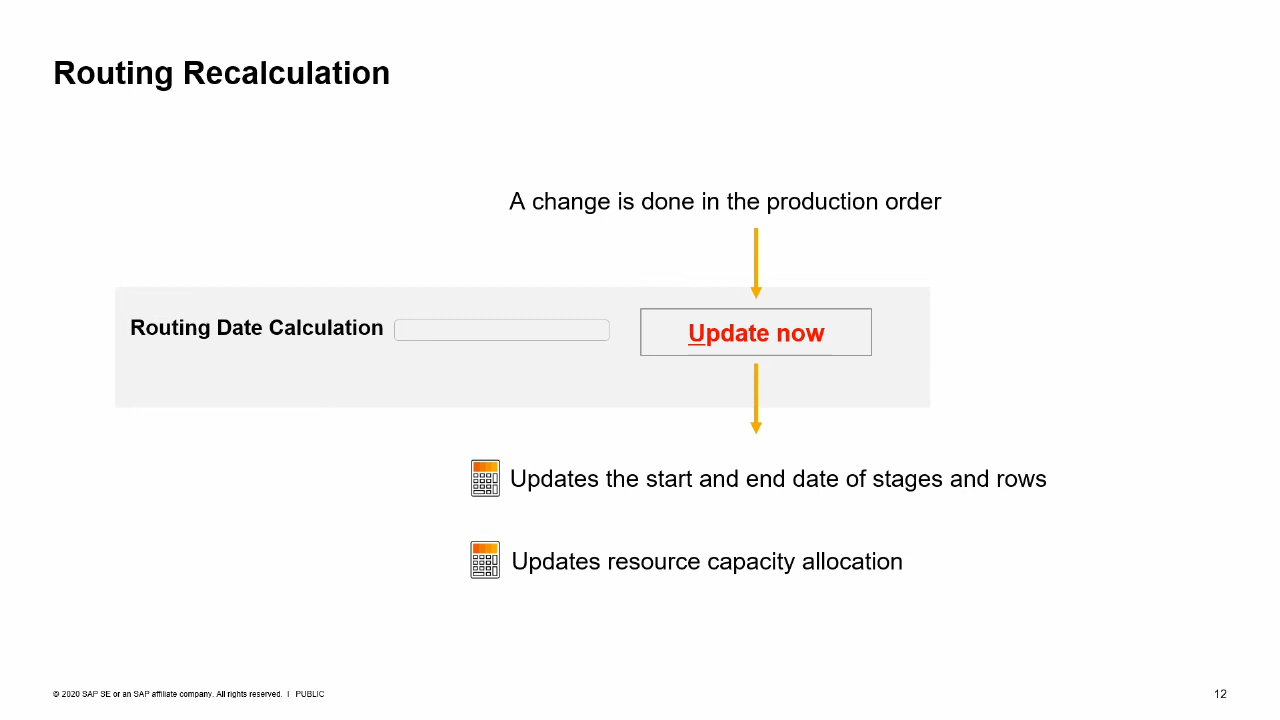 Routing Recalculation
A change is done in the production order
Routing Date Calculation
Update now
Updates the start and end date of stages and rows
Updates resource capacity allocation
© 2020 SAP SE or an SAP affiliate company. All rights reserved. I PUBLIC
12